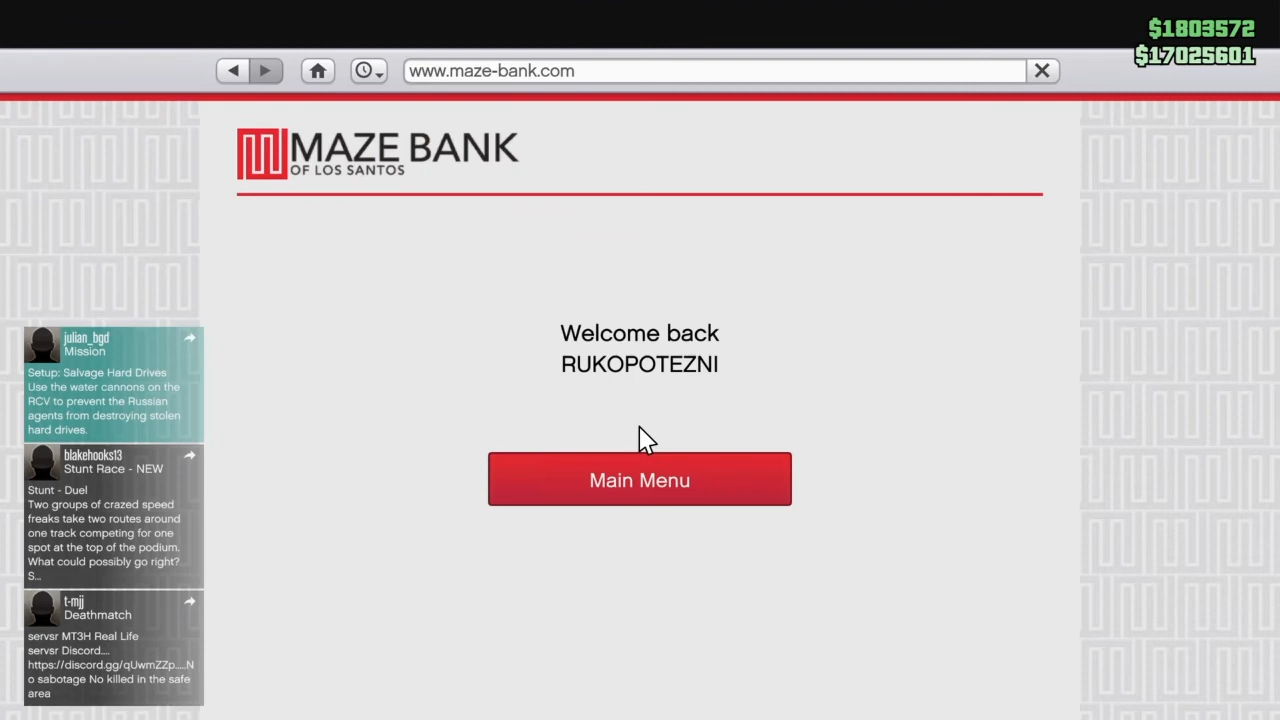 $1803572
$17025601
www.maze-bank.com
MAZE BANK
OF LOS SANTOS
Welcome back
RUKOPOTEZNI
Main Menu
julian_bgd
Mission
Setup: Salvage Hard Drives
Use the water cannons on the
RCV to prevent the Russian
agents from destroying stolen
hard drives.
blakehooks13
Stunt Race - NEW
Stunt - Duel
Two groups of crazed speed
freaks take two routes around
one track competing for one
spot at the top of the podium.
What could possibly go right?
S...
t-mjj
Deathmatch
servsr MT3H Real Life
servsr Discord....
https://discord.gg/qUwmZZp.....N
o sabotage No killed in the safe
area